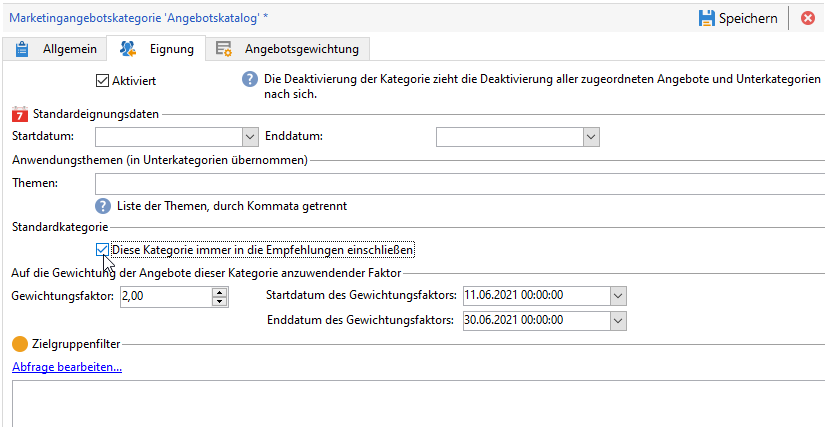 Marketingangebotskategorie 'Angebotskatalog' *
Speichern
Allgemein
Eignung
Angebotsgewichtung
Aktiviert
Die Deaktivierung der Kategorie zieht die Deaktivierung aller zugeordneten Angebote und Unterkategorien
nach sich.
7 Standardeignungsdaten
Startdatum:
Enddatum:
Anwendungsthemen (in Unterkategorien übernommen)
Themen:
Liste der Themen, durch Kommata getrennt
Standardkategorie
Diese Kategorie immer in die Empfehlungen einschließen
Auf die Gewichtung der Angebote dieser Kategorie anzuwendender Faktor
Gewichtungsfaktor: 2,00
Startdatum des Gewichtungsfaktors: 11.06.2021 00:00:00
Enddatum des Gewichtungsfaktors: 30.06.2021 00:00:00
Zielgruppenfilter
Abfrage bearbeiten...